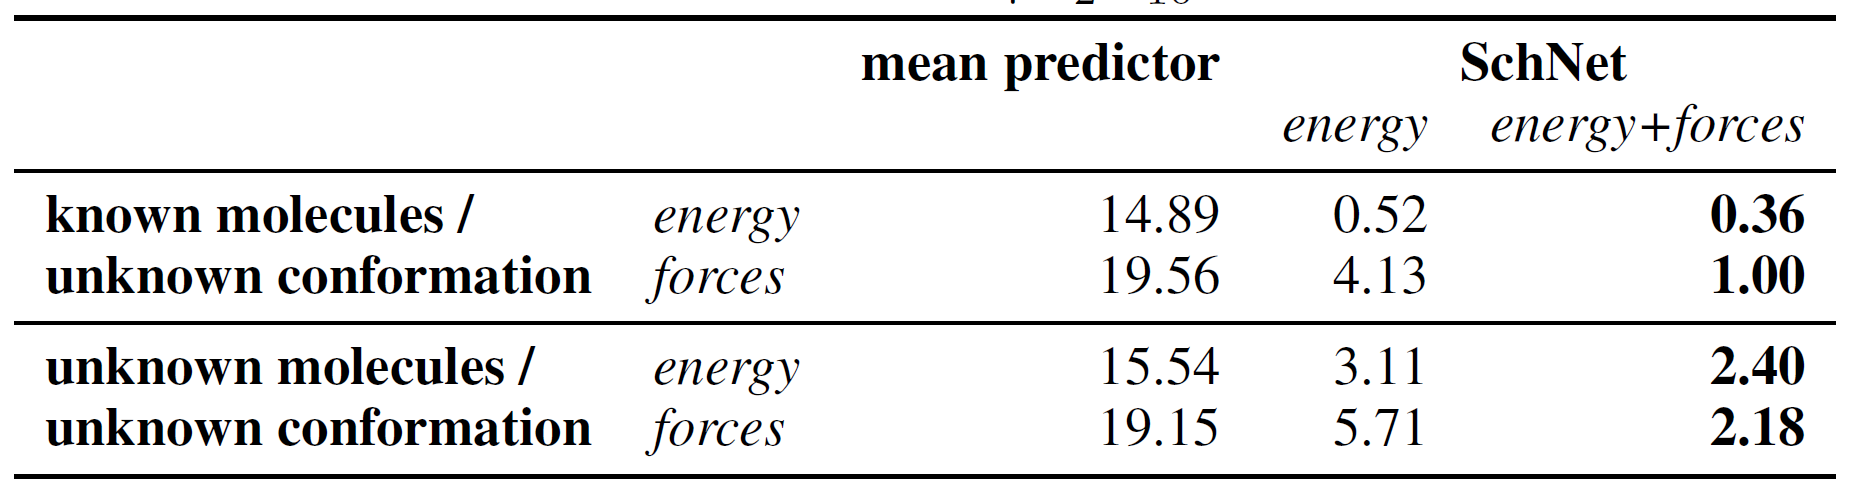 mean predictor SchNet
energy energy+forces
known molecules / energy 14.89 0.52 0.36
unknown conformation forces 19.56 4.13 1.00
unknown molecules / energy 15.54 3.11 2.40
unknown conformation forces 19.15 5.71 2.18